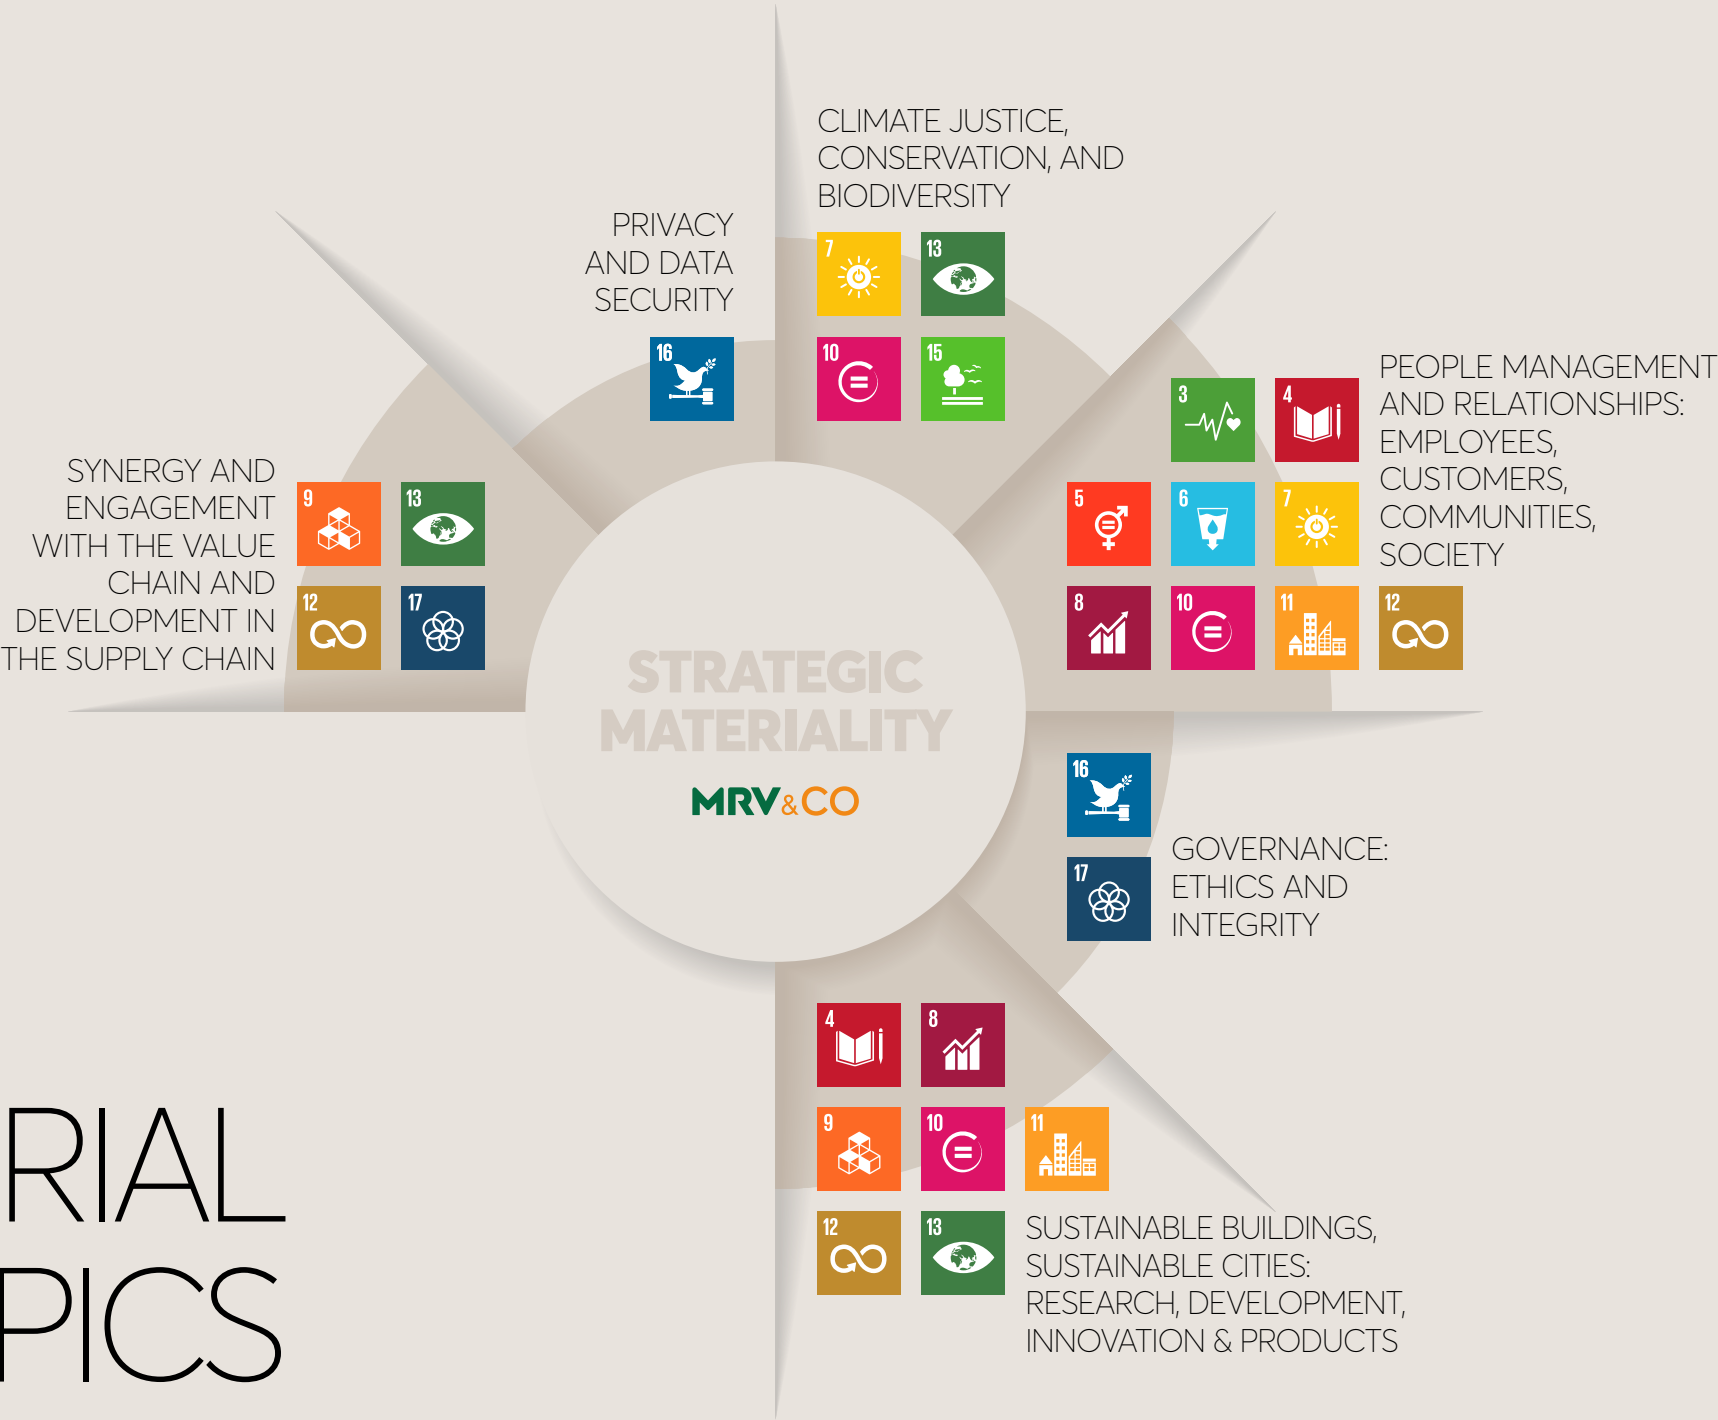 CLIMATE JUSTICE,
CONSERVATION, AND
BIODIVERSITY
7
13
10
15
PRIVACY
AND DATA
SECURITY
16
PEOPLE MANAGEMENT
AND RELATIONSHIPS:
EMPLOYEES,
CUSTOMERS,
COMMUNITIES,
SOCIETY
3
4
5
6
7
8
10
11
12
SYNERGY AND
ENGAGEMENT
WITH THE VALUE
CHAIN AND
DEVELOPMENT IN
THE SUPPLY CHAIN
9
13
12
17
STRATEGIC
MATERIALITY
MRV&CO
16
17
GOVERNANCE:
ETHICS AND
INTEGRITY
4
8
9
10
11
12
13
SUSTAINABLE BUILDINGS,
SUSTAINABLE CITIES:
RESEARCH, DEVELOPMENT,
INNOVATION & PRODUCTS
RIAL
PICS